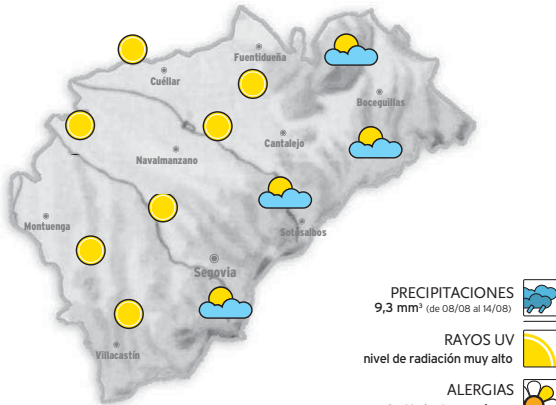 Fuentidueña
Cuéllar
Boceguillas
Cantalejo
Navalmanzano
Montuenga
Sotosalbos
Segovia
Villacastín
PRECIPITACIONES
9,3 mm³ (de 08/08 al 14/08)
RAYOS UV
nivel de radiación muy alto
ALERGIAS